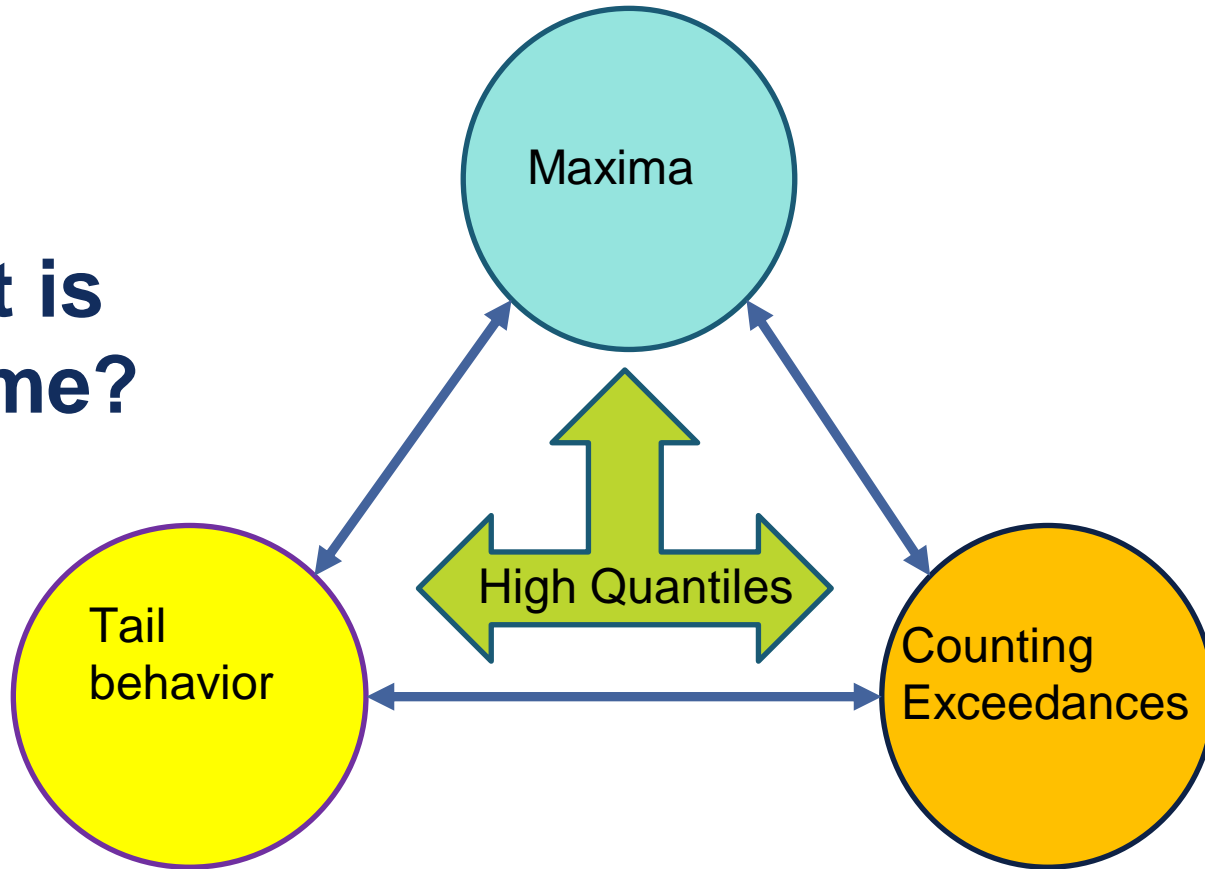 Maxima
t is
me?
High Quantiles
Tail
behavior
Counting
Exceedances